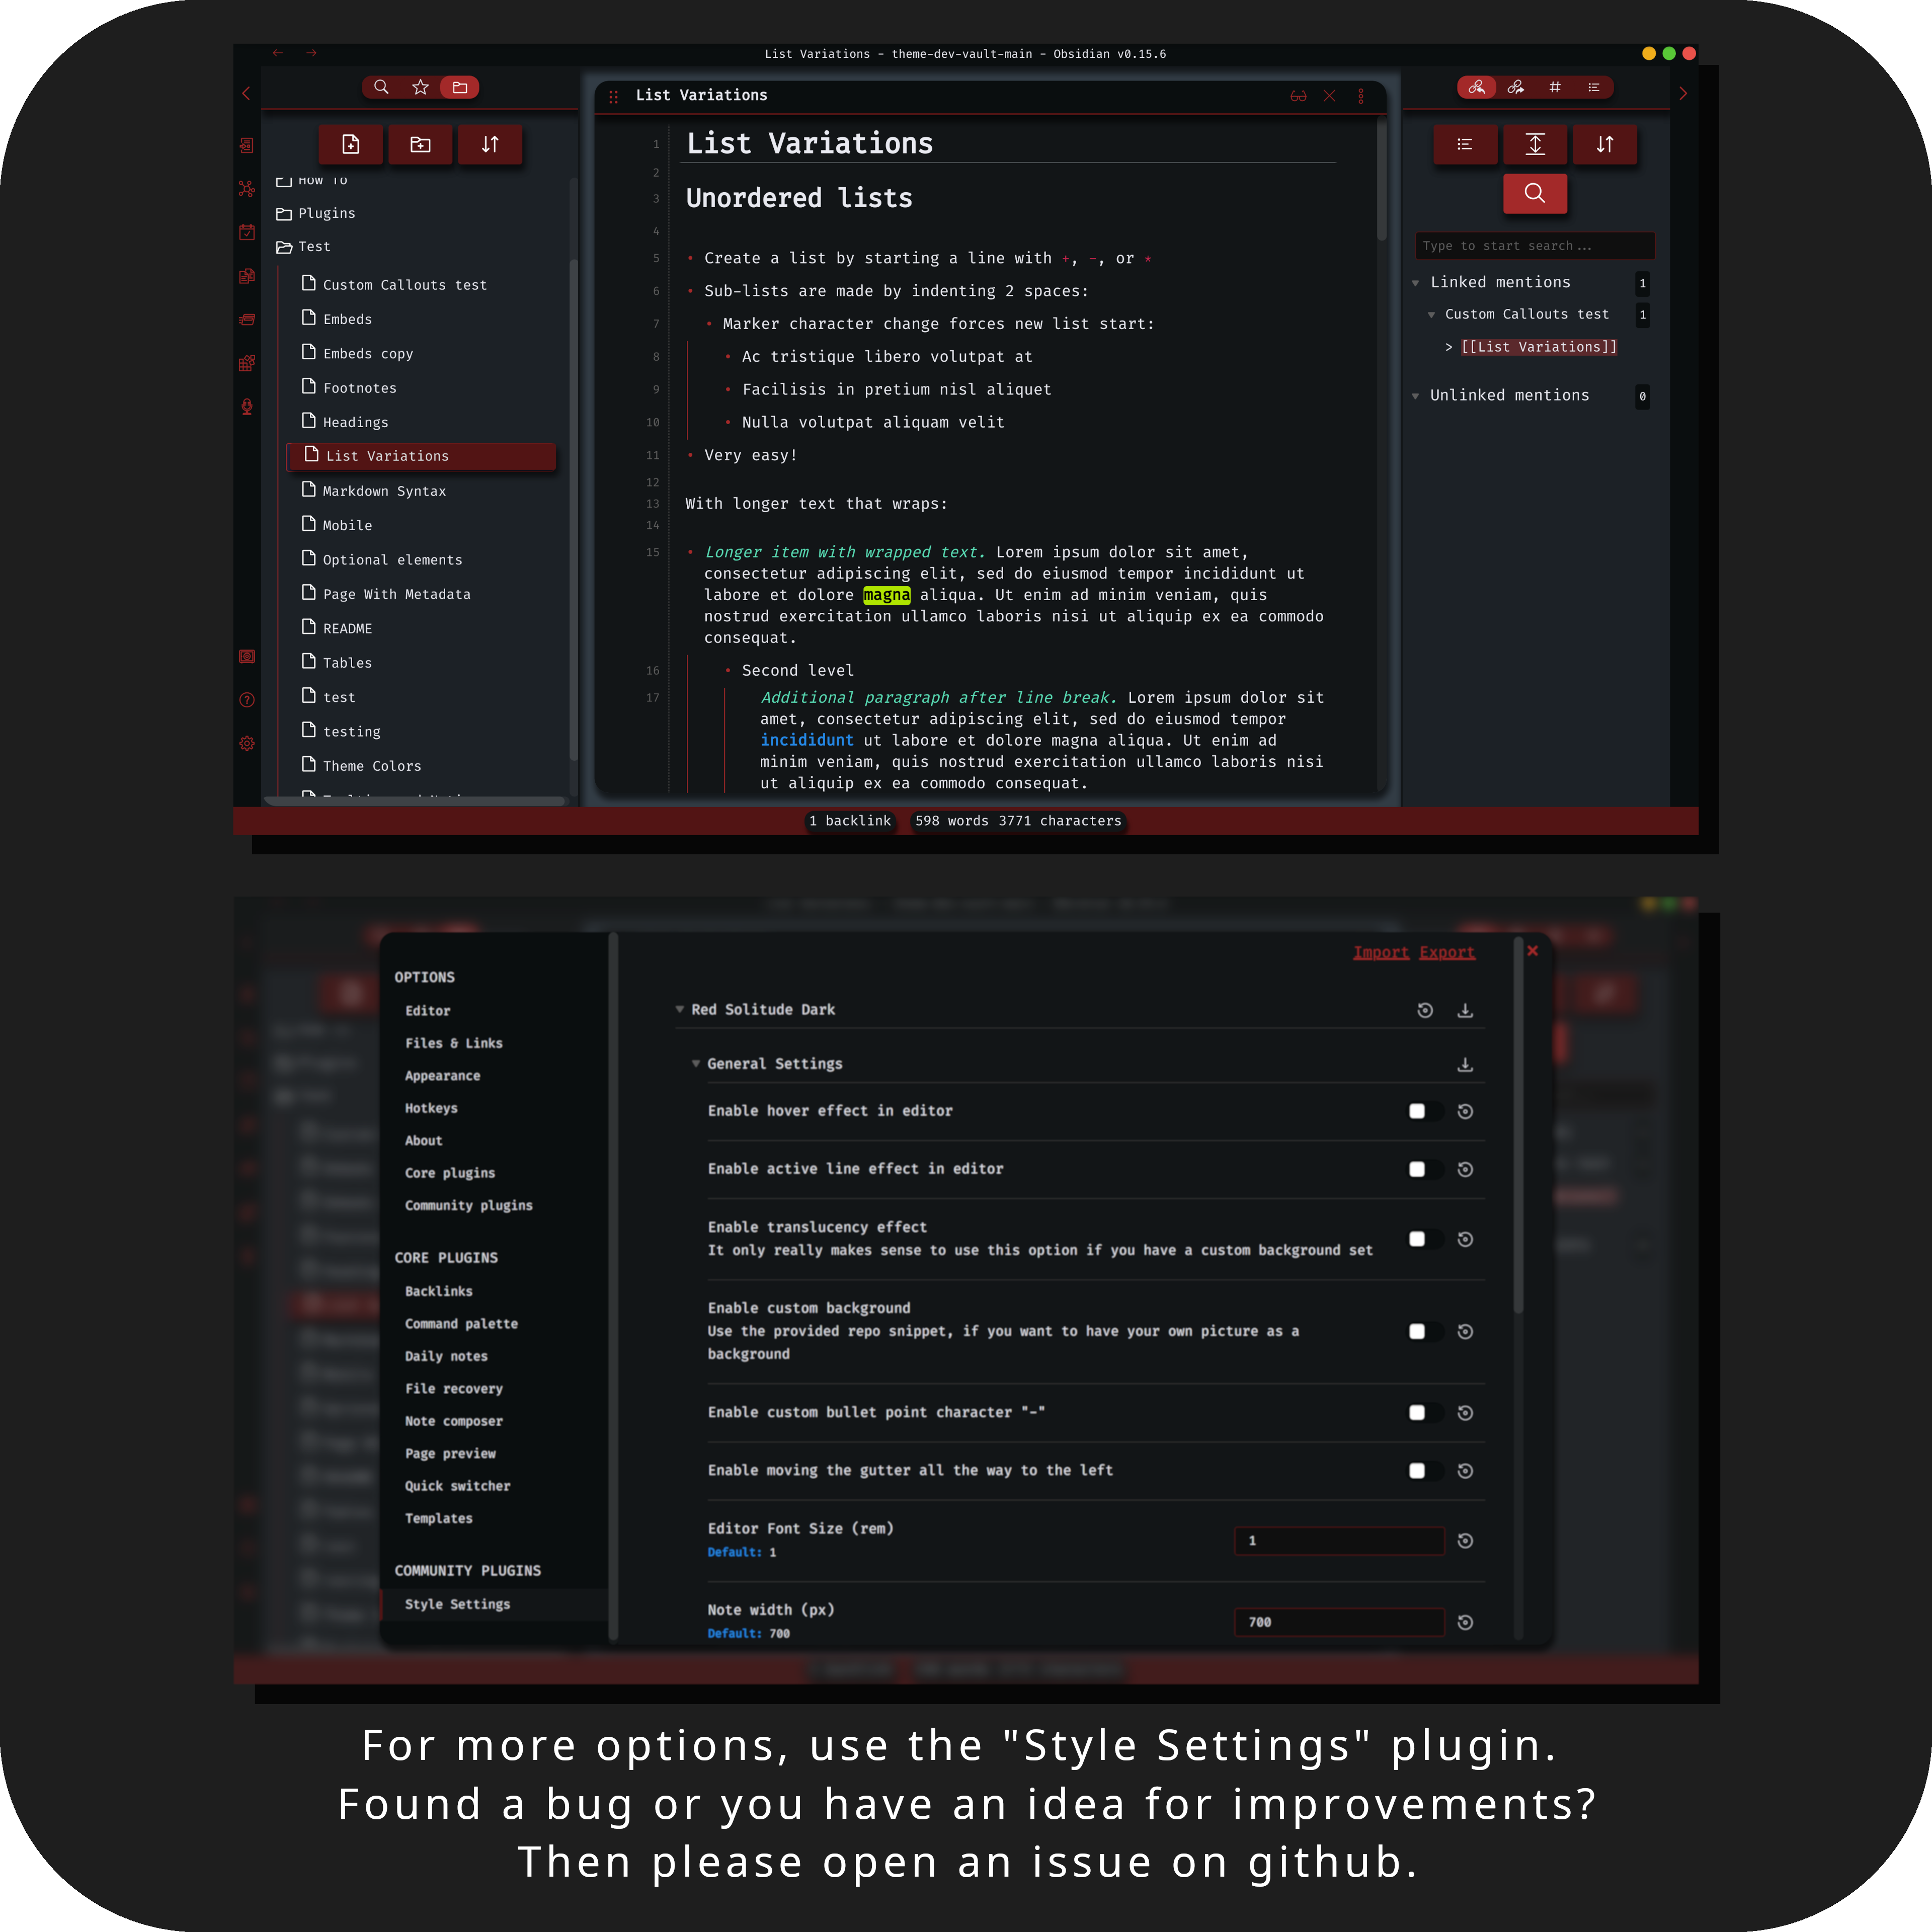 List Variations - theme-dev-vault-main - Obsidian v0.15.6
How To
Plugins
Test
Custom Callouts test
Embeds
Embeds copy
Footnotes
Headings
List Variations
Markdown Syntax
Mobile
Optional elements
Page With Metadata
README
Tables
test
testing
Theme Colors
List Variations
1 List Variations
2
3 Unordered lists
4
5 • Create a list by starting a line with +, -, or *
6 • Sub-lists are made by indenting 2 spaces:
7 • Marker character change forces new list start:
8 • Ac tristique libero volutpat at
9 • Facilisis in pretium nisl aliquet
10 • Nulla volutpat aliquam velit
11 • Very easy!
12
13 With longer text that wraps:
14
15 • Longer item with wrapped text. Lorem ipsum dolor sit amet,
consectetur adipiscing elit, sed do eiusmod tempor incididunt ut
labore et dolore magna aliqua. Ut enim ad minim veniam, quis
nostrud exercitation ullamco laboris nisi ut aliquip ex ea commodo
consequat.
16 • Second level
17 Additional paragraph after line break. Lorem ipsum dolor sit
amet, consectetur adipiscing elit, sed do eiusmod tempor
incididunt ut labore et dolore magna aliqua. Ut enim ad
minim veniam, quis nostrud exercitation ullamco laboris nisi
ut aliquip ex ea commodo consequat.
Type to start search...
Linked mentions 1
Custom Callouts test 1
> [[List Variations]]
Unlinked mentions 0
1 backlink 598 words 3771 characters
OPTIONS
Editor
Files & Links
Appearance
Hotkeys
About
Core plugins
Community plugins
CORE PLUGINS
Backlinks
Command palette
Daily notes
File recovery
Note composer
Page preview
Quick switcher
Templates
COMMUNITY PLUGINS
Style Settings
Import Export
Red Solitude Dark
General Settings
Enable hover effect in editor
Enable active line effect in editor
Enable translucency effect
It only really makes sense to use this option if you have a custom background set
Enable custom background
Use the provided repo snippet, if you want to have your own picture as a
background
Enable custom bullet point character "-"
Enable moving the gutter all the way to the left
Editor Font Size (rem)
Default: 1
1
Note width (px)
Default: 700
700
For more options, use the "Style Settings" plugin.
Found a bug or you have an idea for improvements?
Then please open an issue on github.